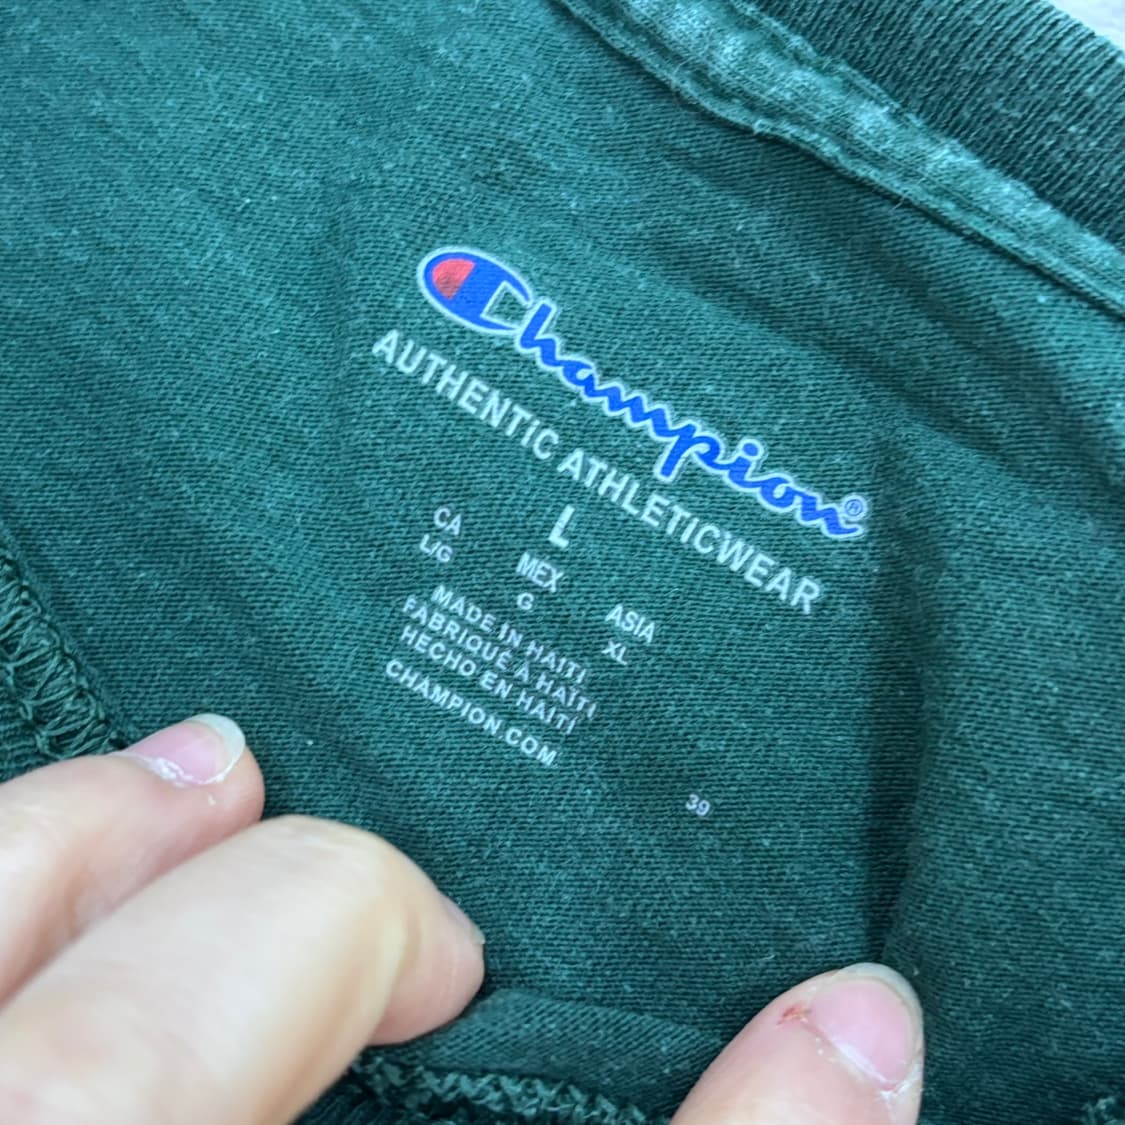 Champion®
AUTHENTIC ATHLETICWEAR
L
CA MEX ASIA
L/G G XL
MADE IN HAITI
FABRIQUÉ À HAÏTI
HECHO EN HAITÍ
CHAMPION.COM
39